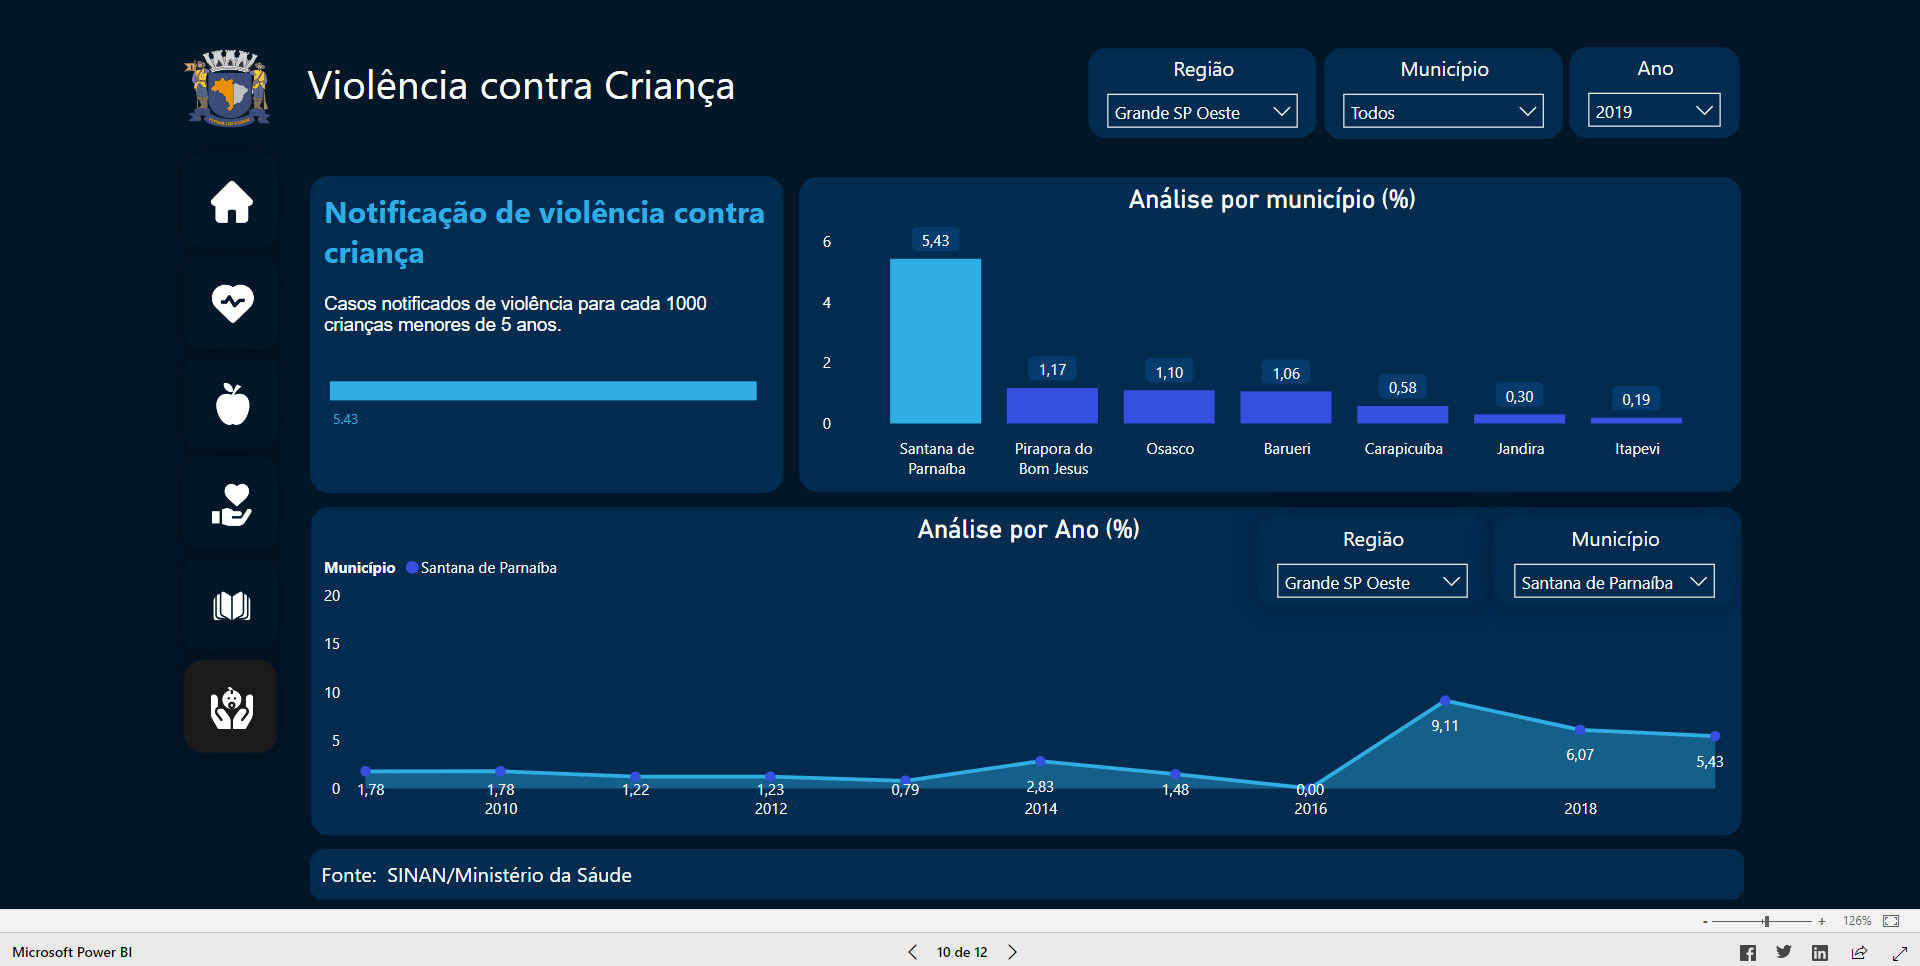 Violência contra Criança
Região
Grande SP Oeste
Município
Todos
Ano
2019
Notificação de violência contra
criança
Casos notificados de violência para cada 1000
crianças menores de 5 anos.
5.43
Análise por município (%)
6
4
2
0
5,43
1,17
1,10
1,06
0,58
0,30
0,19
Santana de
Parnaíba
Pirapora do
Bom Jesus
Osasco
Barueri
Carapicuíba
Jandira
Itapevi
Análise por Ano (%)
Região
Grande SP Oeste
Município
Santana de Parnaíba
Município Santana de Parnaíba
20
15
10
5
0
1,78
1,78
1,22
1,23
0,79
2,83
1,48
0,00
9,11
6,07
5,43
2010
2012
2014
2016
2018
Fonte: SINAN/Ministério da Sáude
- + 126%
Microsoft Power BI
10 de 12